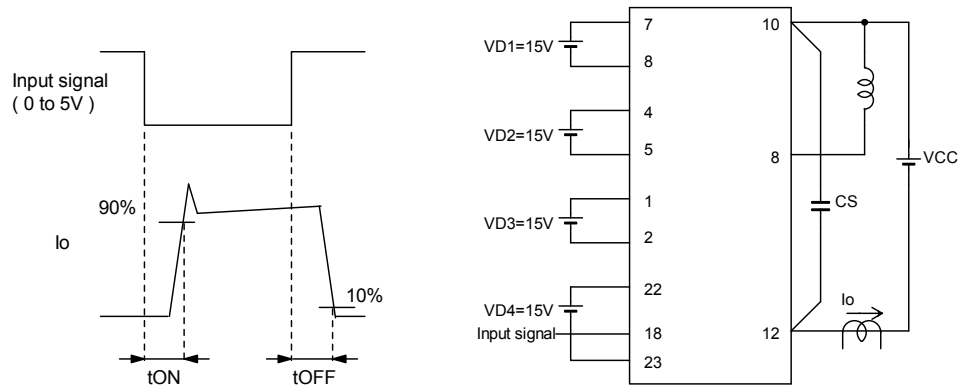 Input signal
( 0 to 5V )
90%
Io
10%
tON
tOFF
VD1=15V
7
8
VD2=15V
4
5
VD3=15V
1
2
VD4=15V
22
Input signal
18
23
10
8
12
VCC
CS
Io